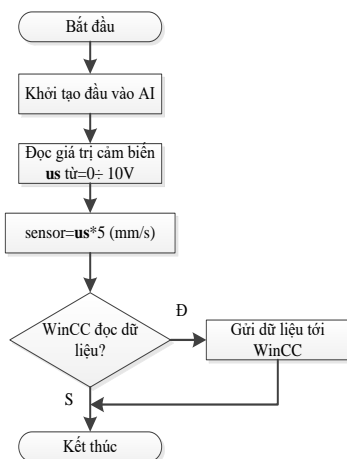 Bắt đầu
Khởi tạo đầu vào AI
Đọc giá trị cảm biến
us từ=0÷ 10V
sensor=us*5 (mm/s)
WinCC đọc dữ
liệu?
Đ
Gửi dữ liệu tới
WinCC
S
Kết thúc